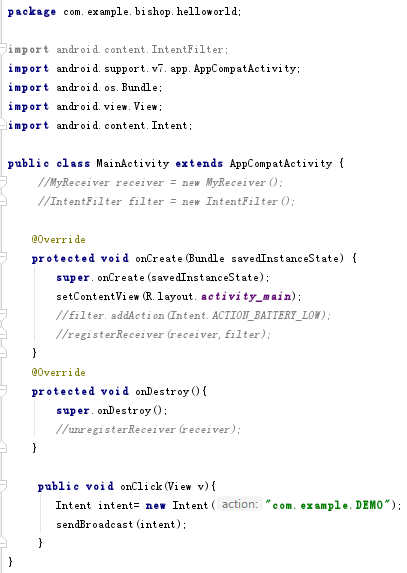 package com.example.bishop.helloworld;
import android.content.IntentFilter;
import android.support.v7.app.AppCompatActivity;
import android.os.Bundle;
import android.view.View;
import android.content.Intent;
public class MainActivity extends AppCompatActivity {
//MyReceiver receiver = new MyReceiver();
//IntentFilter filter = new IntentFilter();
@Override
protected void onCreate(Bundle savedInstanceState) {
super.onCreate(savedInstanceState);
setContentView(R.layout.activity_main);
//filter.addAction(Intent.ACTION_BATTERY_LOW);
//registerReceiver(receiver,filter);
}
@Override
protected void onDestroy(){
super.onDestroy();
//unregisterReceiver(receiver);
}
public void onClick(View v){
Intent intent= new Intent( action: "com.example.DEMO");
sendBroadcast(intent);
}
}